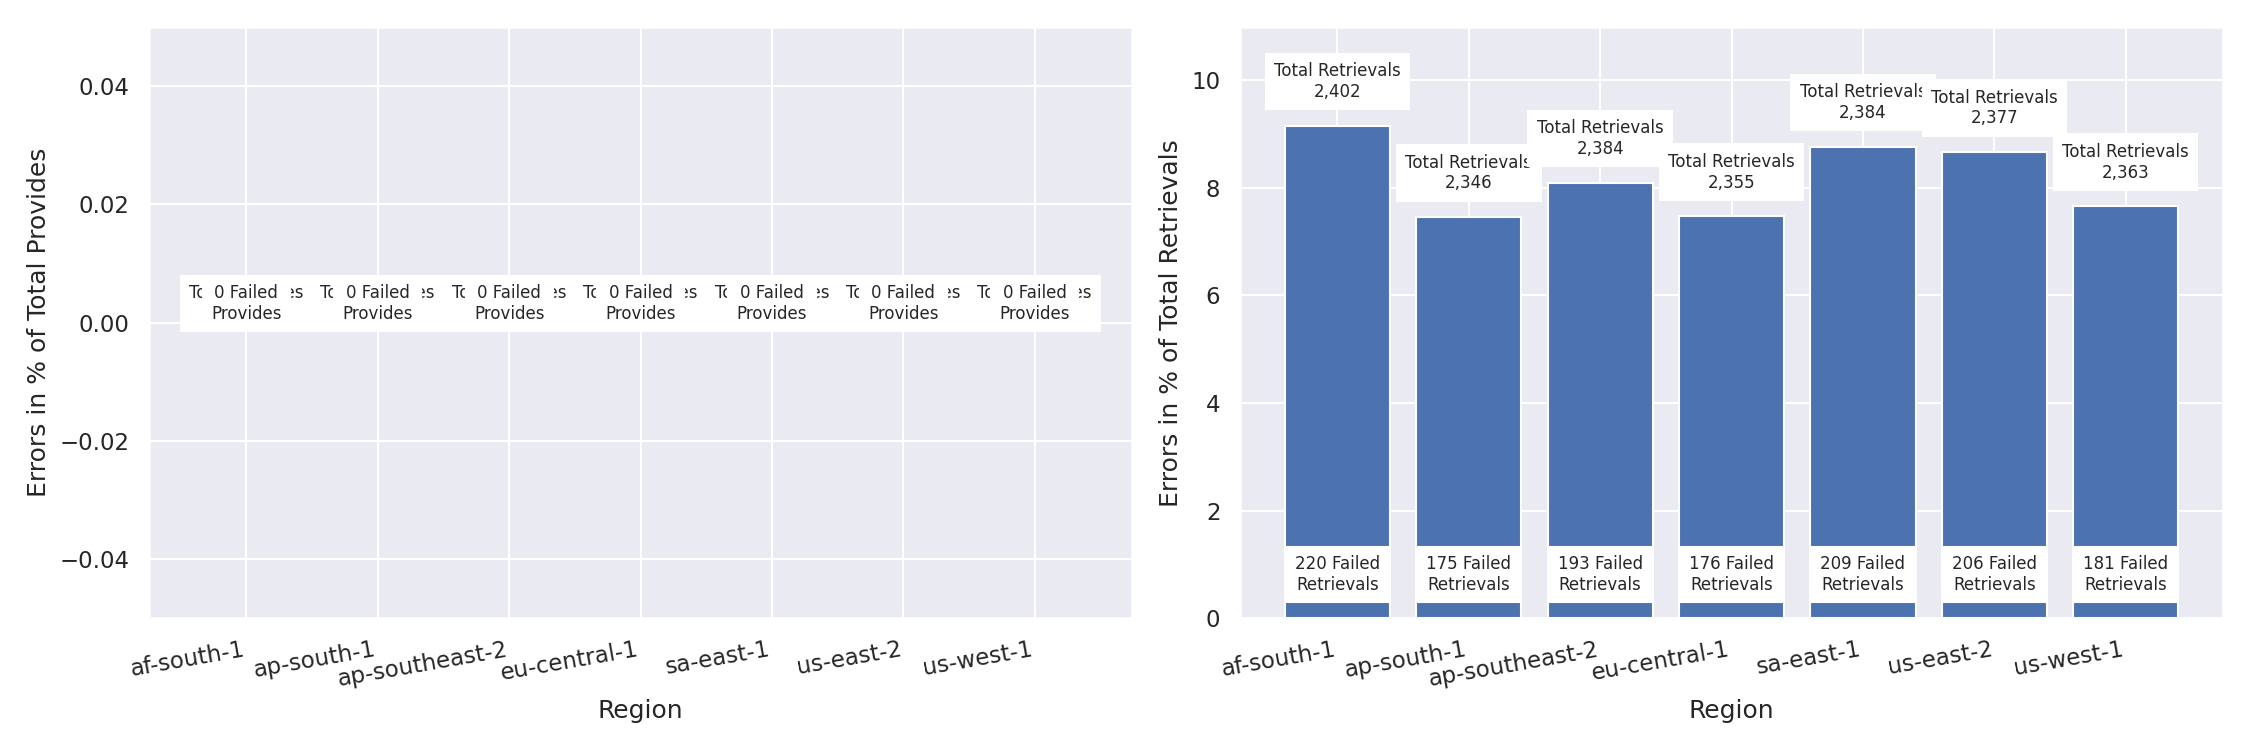 Errors in % of Total Provides
0.04
0.02
0.00
−0.02
−0.04
0 Failed
Provides
0 Failed
Provides
0 Failed
Provides
0 Failed
Provides
0 Failed
Provides
0 Failed
Provides
0 Failed
Provides
af-south-1
ap-south-1
ap-southeast-2
eu-central-1
sa-east-1
us-east-2
us-west-1
Region
Errors in % of Total Retrievals
10
8
6
4
2
0
Total Retrievals
2,402
Total Retrievals
2,346
Total Retrievals
2,384
Total Retrievals
2,355
Total Retrievals
2,384
Total Retrievals
2,377
Total Retrievals
2,363
220 Failed
Retrievals
175 Failed
Retrievals
193 Failed
Retrievals
176 Failed
Retrievals
209 Failed
Retrievals
206 Failed
Retrievals
181 Failed
Retrievals
af-south-1
ap-south-1
ap-southeast-2
eu-central-1
sa-east-1
us-east-2
us-west-1
Region